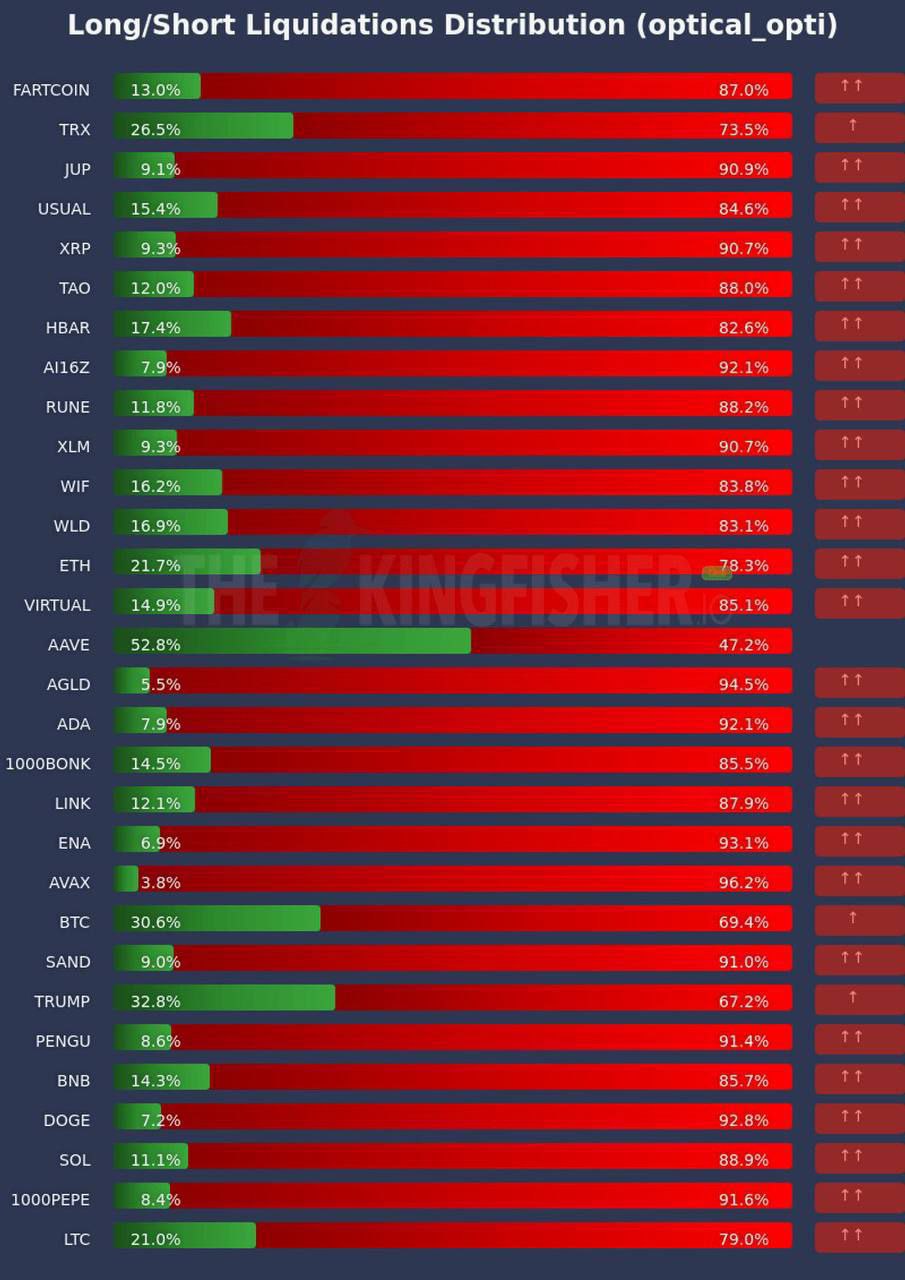 Long/Short Liquidations Distribution (optical_opti)
FARTCOIN 13.0% 87.0% ↑↑
TRX 26.5% 73.5% ↑
JUP 9.1% 90.9% ↑↑
USUAL 15.4% 84.6% ↑↑
XRP 9.3% 90.7% ↑↑
TAO 12.0% 88.0% ↑↑
HBAR 17.4% 82.6% ↑↑
AI16Z 7.9% 92.1% ↑↑
RUNE 11.8% 88.2% ↑↑
XLM 9.3% 90.7% ↑↑
WIF 16.2% 83.8% ↑↑
WLD 16.9% 83.1% ↑↑
ETH 21.7% 78.3% ↑↑
THE KINGFISHER.IO
VIRTUAL 14.9% 85.1% ↑↑
AAVE 52.8% 47.2%
AGLD 5.5% 94.5% ↑↑
ADA 7.9% 92.1% ↑↑
1000BONK 14.5% 85.5% ↑↑
LINK 12.1% 87.9% ↑↑
ENA 6.9% 93.1% ↑↑
AVAX 3.8% 96.2% ↑↑
BTC 30.6% 69.4% ↑
SAND 9.0% 91.0% ↑↑
TRUMP 32.8% 67.2% ↑
PENGU 8.6% 91.4% ↑↑
BNB 14.3% 85.7% ↑↑
DOGE 7.2% 92.8% ↑↑
SOL 11.1% 88.9% ↑↑
1000PEPE 8.4% 91.6% ↑↑
LTC 21.0% 79.0% ↑↑